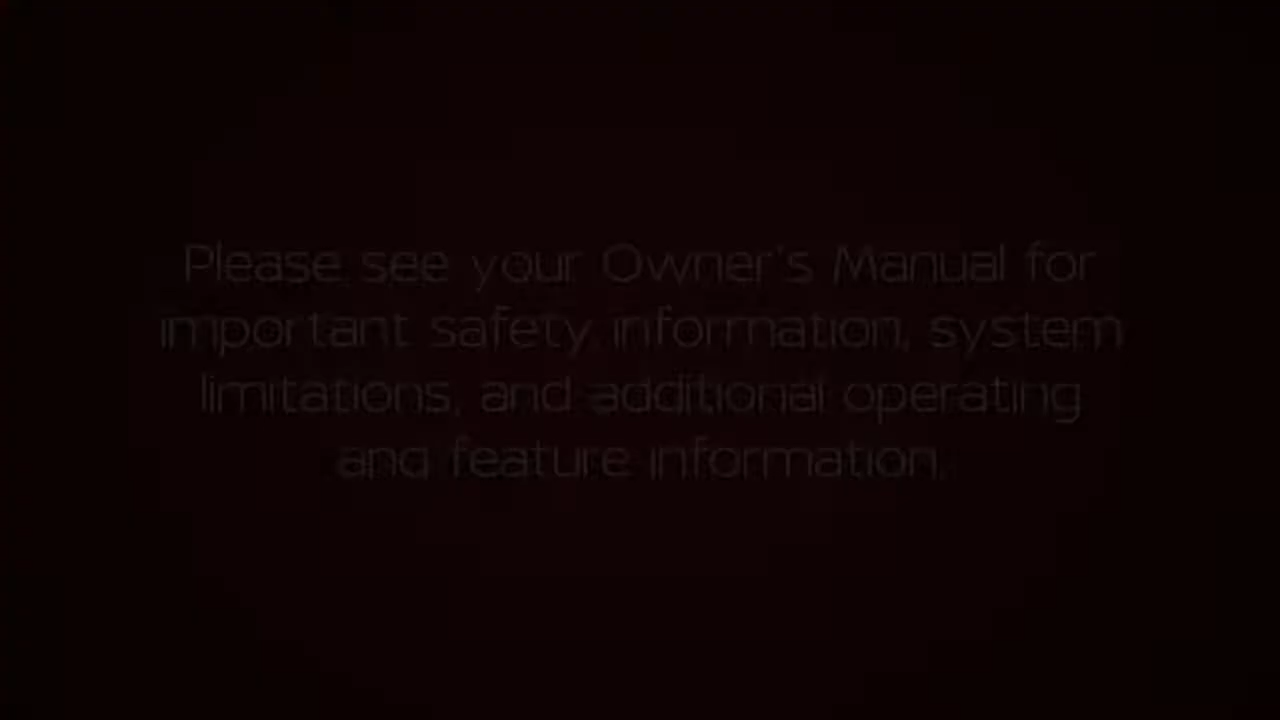 Please see your Owner's Manual for
important safety information, system
limitations, and additional operating
and feature information.